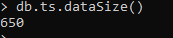 > db.ts.dataSize()
650
>